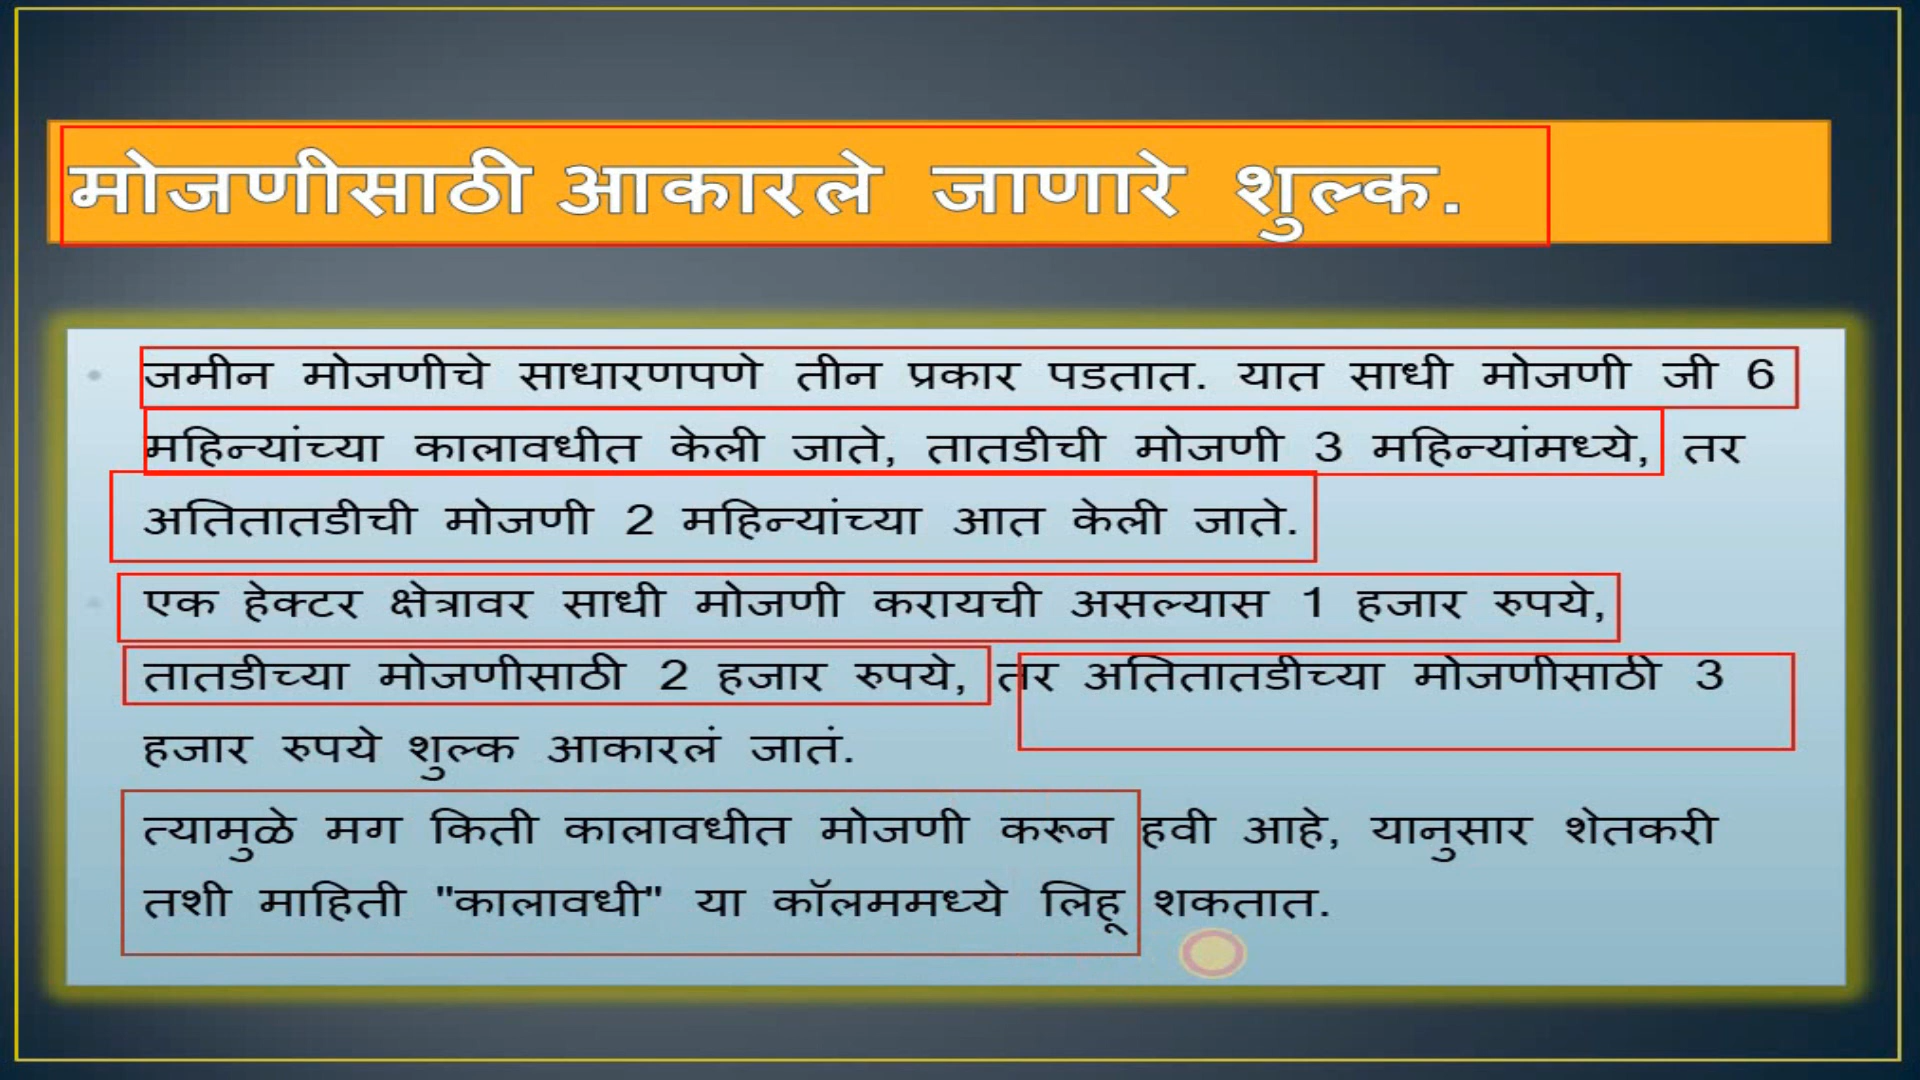 मोजणीसाठी आकारले जाणारे शुल्क.
जमीन मोजणीचे साधारणपणे तीन प्रकार पडतात. यात साधी मोजणी जी 6
महिन्यांच्या कालावधीत केली जाते, तातडीची मोजणी 3 महिन्यांमध्ये, तर
अतितातडीची मोजणी 2 महिन्यांच्या आत केली जाते.
एक हेक्टर क्षेत्रावर साधी मोजणी करायची असल्यास 1 हजार रुपये,
तातडीच्या मोजणीसाठी 2 हजार रुपये, तर अतितातडीच्या मोजणीसाठी 3
हजार रुपये शुल्क आकारलं जातं.
त्यामुळे मग किती कालावधीत मोजणी करून हवी आहे, यानुसार शेतकरी
तशी माहिती "कालावधी" या कॉलममध्ये लिहू शकतात.